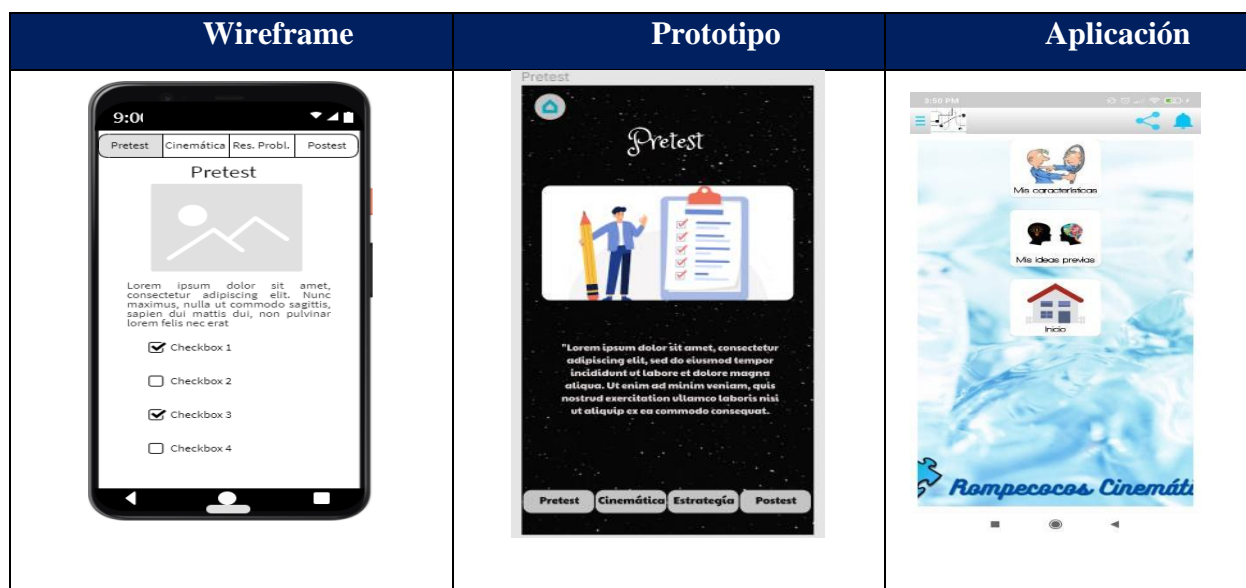 Wireframe
Prototipo
Aplicación
9:00
Pretest
Cinemática
Res. Probl.
Postest
Pretest
Lorem ipsum dolor sit amet,
consectetur adipiscing elit. Nunc
maximus, nulla ut commodo sagittis,
sapien dui mattis dui, non pulvinar
lorem felis nec erat
Checkbox 1
Checkbox 2
Checkbox 3
Checkbox 4
Pretest
Pretest
"Lorem ipsum dolor sit amet, consectetur
adipiscing elit, sed do eiusmod tempor
incididunt ut labore et dolore magna
aliqua. Ut enim ad minim veniam, quis
nostrud exercitation ullamco laboris nisi
ut aliquip ex ea commodo consequat.
Pretest
Cinemática
Estrategía
Postest
3:50 PM
Mis características
Mis ideas previas
Inicio
Rompecocos Cinemáti